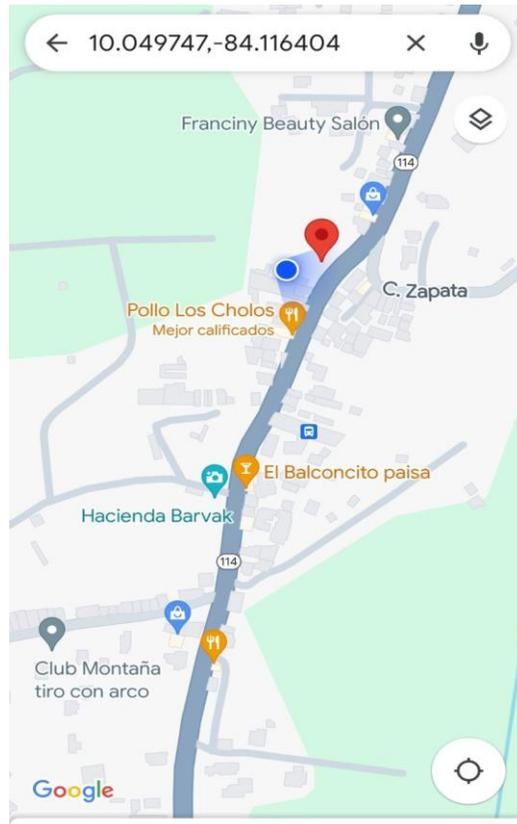 10.049747,-84.116404
Franciny Beauty Salón
114
C. Zapata
Pollo Los Cholos
Mejor calificados
El Balconcito paisa
Hacienda Barvak
114
Club Montaña
tiro con arco
Google